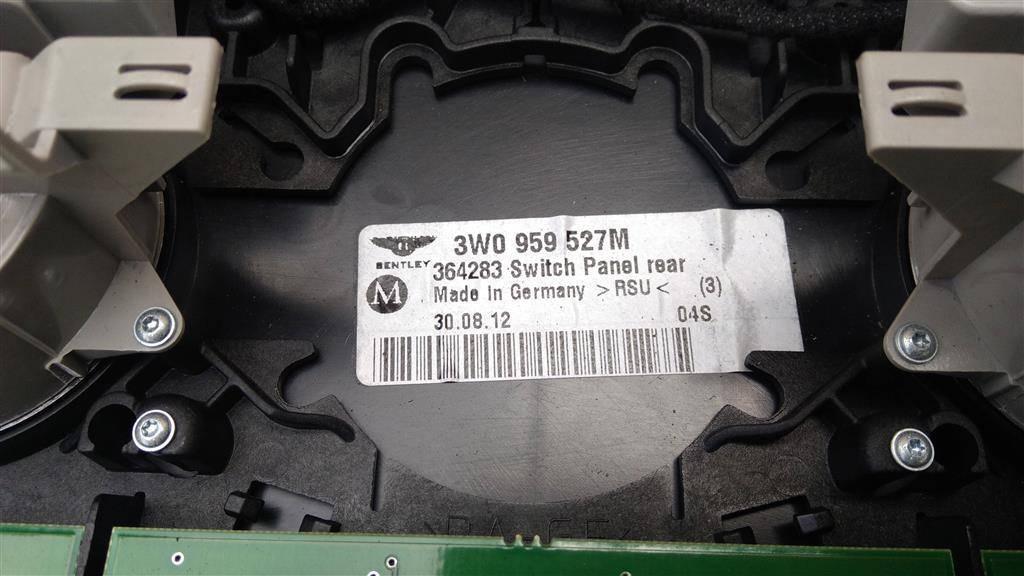 3W0 959 527M
BENTLEY
364283 Switch Panel rear
M
Made in Germany >RSU< (3)
30.08.12 04S